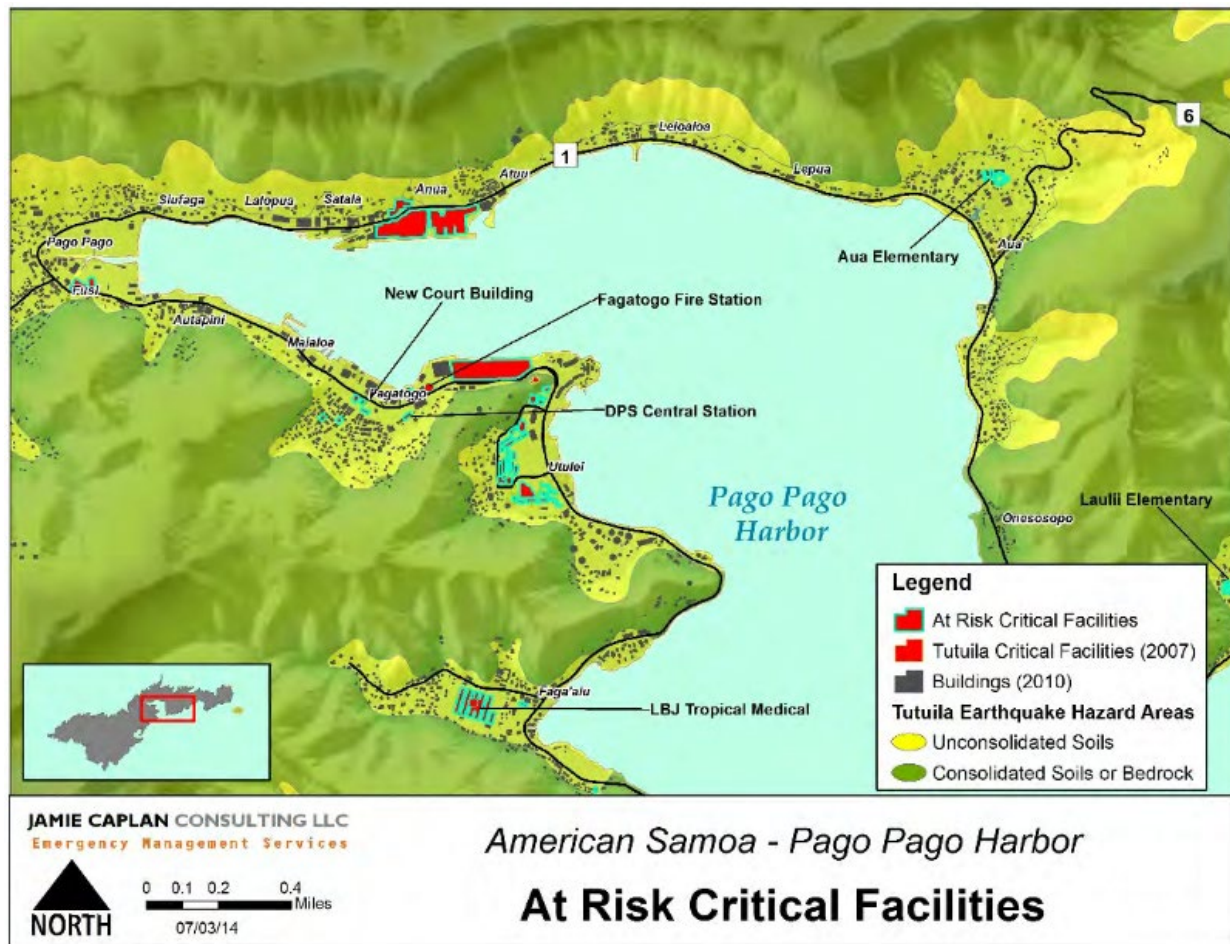 1
6
Leloaloa
Lepua
Atuu
Anua
Satala
Lalopua
Siufaga
Pago Pago
Fusi
Aua
Aua Elementary
New Court Building
Fagatogo Fire Station
Autapini
Malaloa
Fagatogo
DPS Central Station
Utulei
Pago Pago
Harbor
Laulii Elementary
Onososopo
Faga'alu
LBJ Tropical Medical
Legend
At Risk Critical Facilities
Tutuila Critical Facilities (2007)
Buildings (2010)
Tutuila Earthquake Hazard Areas
Unconsolidated Soils
Consolidated Soils or Bedrock
JAMIE CAPLAN CONSULTING LLC
Emergency Management Services
NORTH
0 0.1 0.2 0.4
Miles
07/03/14
American Samoa - Pago Pago Harbor
At Risk Critical Facilities